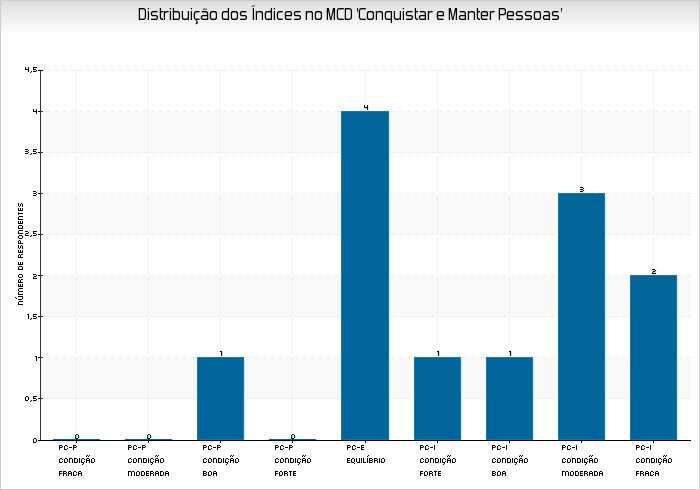 Distribuição dos Índices no MCD 'Conquistar e Manter Pessoas'
NÚMERO DE RESPONDENTES
4,5
4
3,5
3
2,5
2
1,5
1
0,5
0
0
0
1
0
4
1
1
3
2
PC-P CONDIÇÃO FRACA
PC-P CONDIÇÃO MODERADA
PC-P CONDIÇÃO BOA
PC-P CONDIÇÃO FORTE
PC-E EQUILÍBRIO
PC-I CONDIÇÃO FORTE
PC-I CONDIÇÃO BOA
PC-I CONDIÇÃO MODERADA
PC-I CONDIÇÃO FRACA